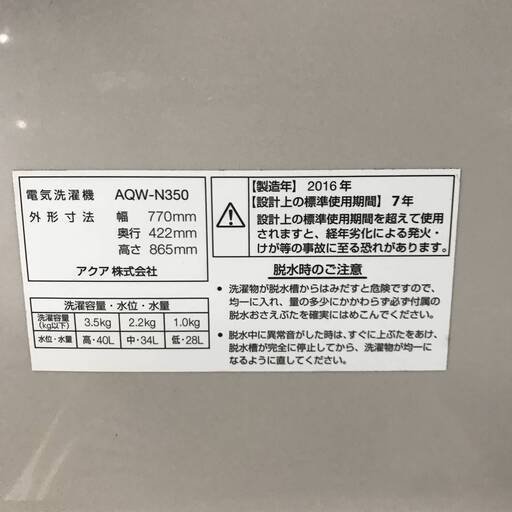 電気洗濯機 AQW-N350
外形寸法 幅 770mm
奥行 422mm
高さ 865mm
アクア株式会社
洗濯容量・水位・水量
洗濯容量(kg以下) 3.5kg 2.2kg 1.0kg
水位・水量 高・40L 中・34L 低・28L
【製造年】2016年
【設計上の標準使用期間】7年
設計上の標準使用期間を超えて使用
されますと、経年劣化による発火・
けが等の事故に至る恐れがあります。
脱水時のご注意
・洗濯物が脱水槽からはみだすと危険ですので、
均一に入れ、量の多少にかかわらず必ず付属の
脱水おさえぶたを確実にはめこんでください。
・脱水中に異常音がした時は、すぐに上ぶたをあけ、
脱水槽が完全に停止してから、洗濯物が均一に
なるように直してください。